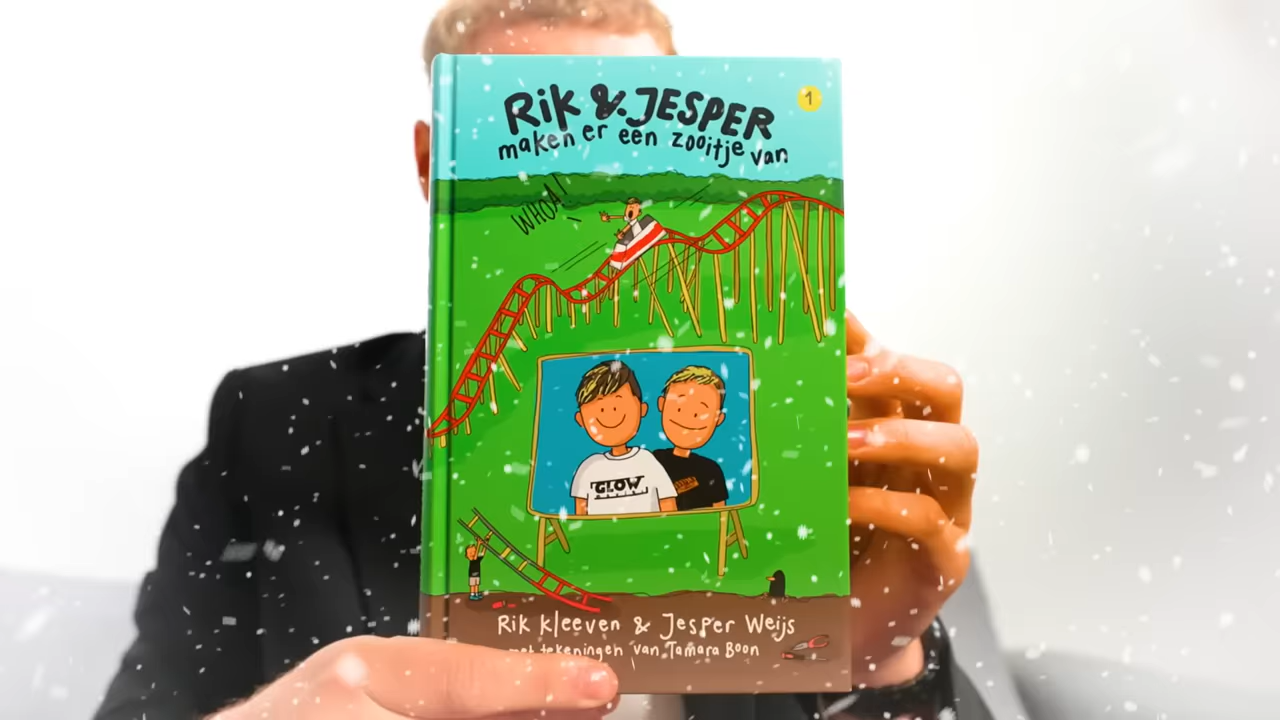 Rik & JESPER
1
maken er een zooitje van
WHOA!
GLOW
Rik Kleeven & Jesper Weijs
met tekeningen van Tamara Boon